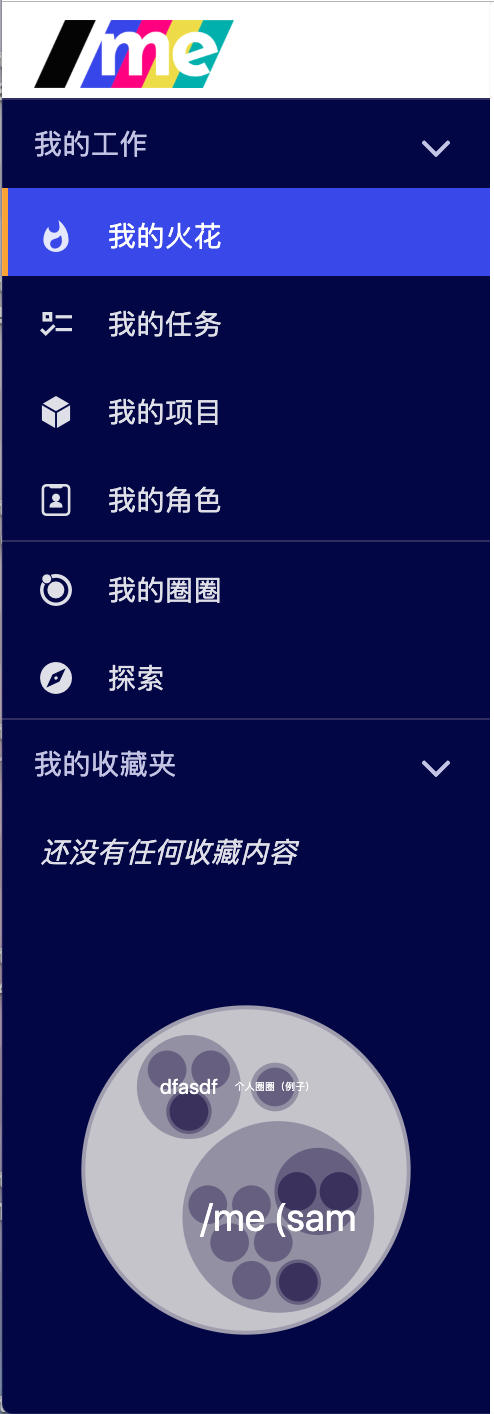 /me
我的工作
我的火花
我的任务
我的项目
我的角色
我的圈圈
探索
我的收藏夹
还没有任何收藏内容
dfasdf
个人圈圈（例子）
/me (sam